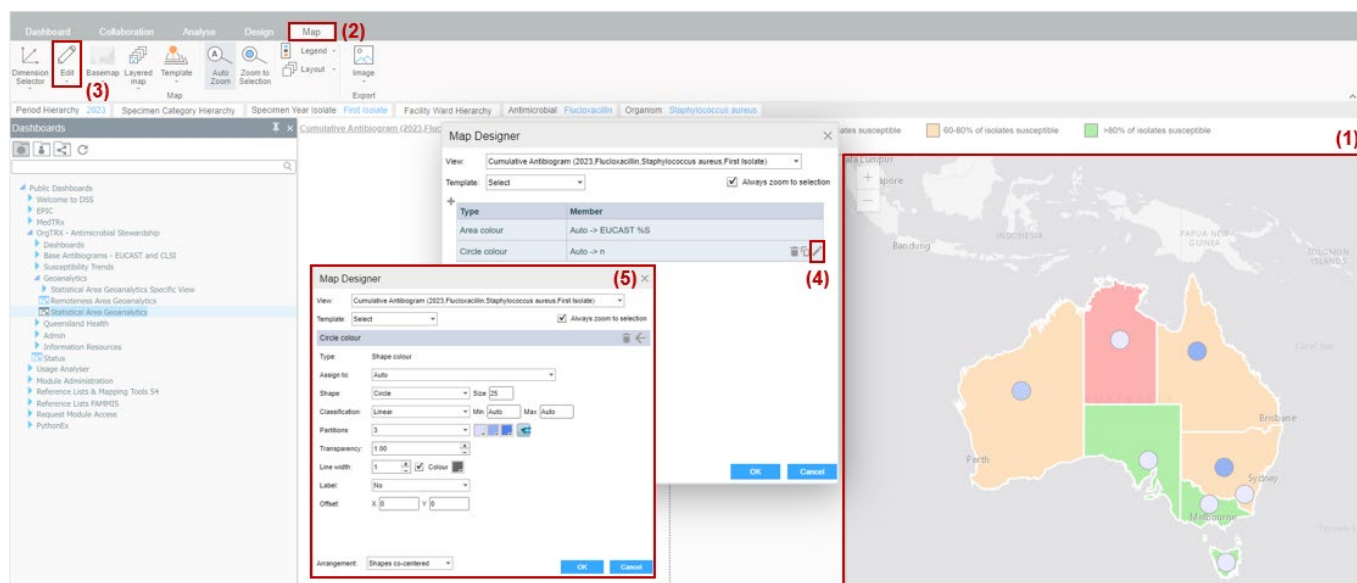 Dashboard Collaboration Analyse Design Map (2)
Dimension Selector Edit Basemap Layered map Template Auto Zoom Zoom to Selection Legend Layout Image
(3) Map Export
Period Hierarchy 2023 Specimen Category Hierarchy Specimen Year Isolate First Isolate Facility Ward Hierarchy Antimicrobial Flucloxacillin Organism Staphylococcus aureus
Dashboards
Public Dashboards
Welcome to DSS
EPIC
MedTRx
OrgTRX - Antimicrobial Stewardship
Dashboards
Base Antibiograms - EUCAST and CLSI
Susceptibility Trends
Geoanalytics
Statistical Area Geoanalytics Specific View
Remoteness Area Geoanalytics
Statistical Area Geoanalytics
Queensland Health
Admin
Information Resources
Status
Usage Analyser
Module Administration
Reference Lists & Mapping Tools S4
Reference Lists FAMMIS
Request Module Access
PythonEx
Cumulative Antibiogram (2023,Fluc
Map Designer
View: Cumulative Antibiogram (2023,Flucloxacillin,Staphylococcus aureus,First Isolate)
Template: Select Always zoom to selection
Type Member
Area colour Auto -> EUCAST %S
Circle colour Auto -> n
(4)
OK Cancel
Map Designer (5)
View: Cumulative Antibiogram (2023,Flucloxacillin,Staphylococcus aureus,First Isolate)
Template: Select Always zoom to selection
Circle colour
Type: Shape colour
Assign to: Auto
Shape: Circle Size 25
Classification: Linear Min Auto Max Auto
Partitions: 3
Transparency: 1.00
Line width: 1 Colour
Label: No
Offset: X 0 Y 0
Arrangement: Shapes co-centered OK Cancel
ates susceptible 60-80% of isolates susceptible >80% of isolates susceptible
(1)
ala Lumpur
apore
Bandung
INDONESIA
PAPUA NEW GUINEA
SOLOMON ISLANDS
Coral Sea
Brisbane
Perth
Sydney
Melbourne